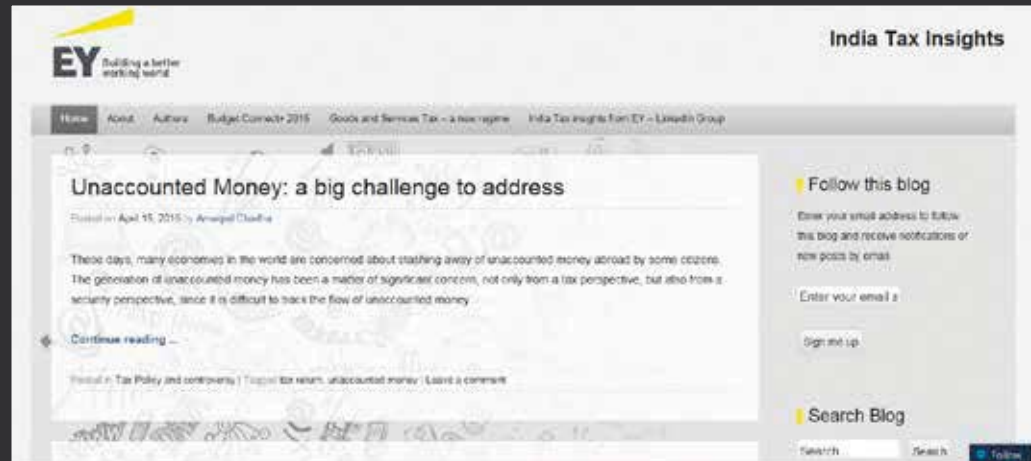 EY
Building a better
working world
India Tax Insights
Home About Authors Budget Connect+ 2015 Goods and Services Tax – a new regime India Tax Insights from EY – LinkedIn Group
Unaccounted Money: a big challenge to address
Posted on April 15, 2015 by Amarpal Chadha
These days, many economies in the world are concerned about stashing away of unaccounted money abroad by some citizens.
The generation of unaccounted money has been a matter of significant concern, not only from a tax perspective, but also from a
security perspective, since it is difficult to track the flow of unaccounted money.
Continue reading ...
Posted in Tax Policy and controversy | Tagged tax return, unaccounted money | Leave a comment
Follow this blog
Enter your email address to follow
this blog and receive notifications of
new posts by email.
Enter your email a
Sign me up
Search Blog
Search Search
Follow